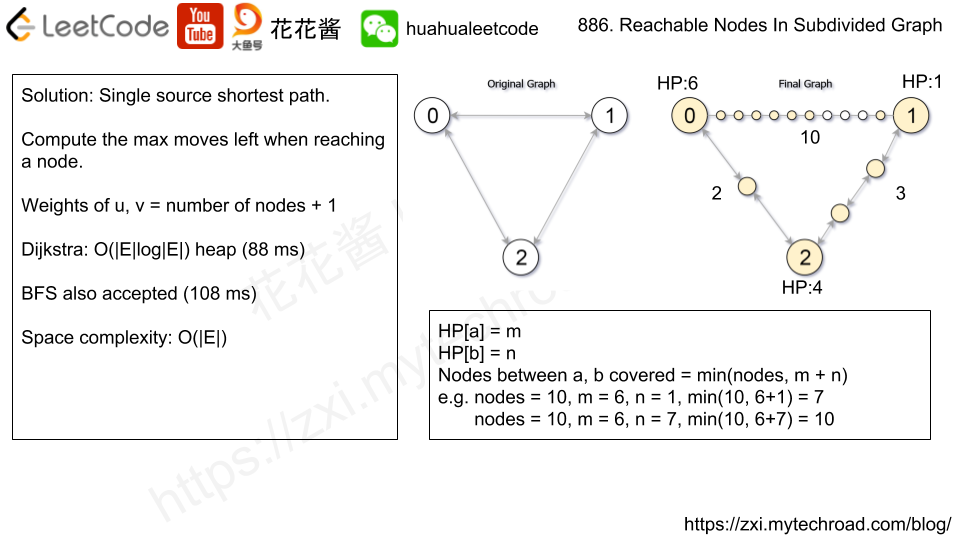 LeetCode
You
Tube
大鱼号
花花酱
huahualeetcode
886. Reachable Nodes In Subdivided Graph
Solution: Single source shortest path.
Compute the max moves left when reaching
a node.
Weights of u, v = number of nodes + 1
Dijkstra: O(|E|log|E|) heap (88 ms)
BFS also accepted (108 ms)
Space complexity: O(|E|)
Original Graph
0
1
2
HP:6
Final Graph
HP:1
0
1
10
2
3
2
HP:4
HP[a] = m
HP[b] = n
Nodes between a, b covered = min(nodes, m + n)
e.g. nodes = 10, m = 6, n = 1, min(10, 6+1) = 7
nodes = 10, m = 6, n = 7, min(10, 6+7) = 10
花花酱
https://zxi.mytechroad
https://zxi.mytechroad.com/blog/